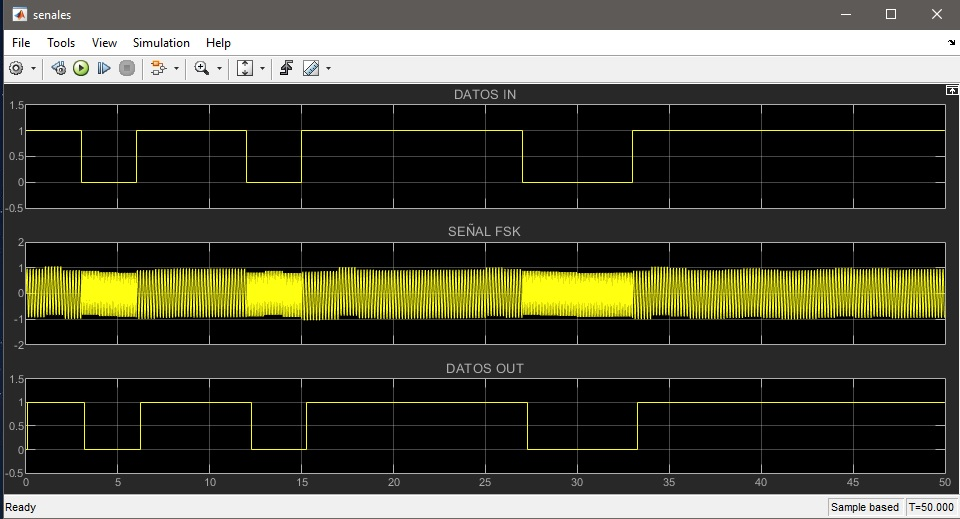 senales
File Tools View Simulation Help
DATOS IN
1.5
1
0.5
0
-0.5
SEÑAL FSK
2
1
0
-1
-2
DATOS OUT
1.5
1
0.5
0
-0.5
0 5 10 15 20 25 30 35 40 45 50
Ready Sample based T=50.000